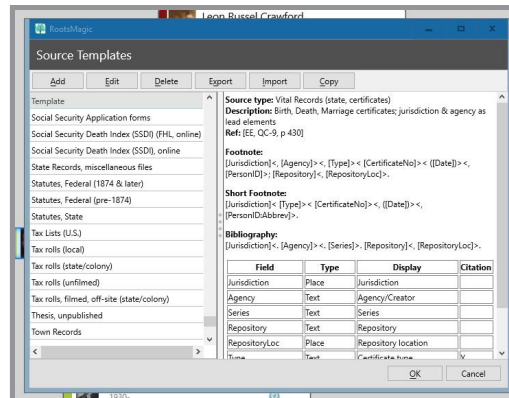 Leon Russel Crawford
RootsMagic
Source Templates
Add Edit Delete Export Import Copy
Template
Social Security Application forms
Social Security Death Index (SSDI) (FHL, online)
Social Security Death Index (SSDI), online
State Records, miscellaneous files
Statutes, Federal (1874 & later)
Statutes, Federal (pre-1874)
Statutes, State
Tax Lists (U.S.)
Tax rolls (local)
Tax rolls (state/colony)
Tax rolls (unfilmed)
Tax rolls, filmed, off-site (state/colony)
Thesis, unpublished
Town Records
Source type: Vital Records (state, certificates)
Description: Birth, Death, Marriage certificates; jurisdiction & agency as
lead elements
Ref: [EE, QC-9, p 430]
Footnote:
[Jurisdiction]<, [Agency]><, [Type]>< [CertificateNo]>< ([Date])><,
[PersonID]>; [Repository]<, [RepositoryLoc]>.
Short Footnote:
[Jurisdiction]< [Type]>< [CertificateNo]><, ([Date])><,
[PersonID:Abbrev]>.
Bibliography:
[Jurisdiction]<. [Agency]><. [Series]>. [Repository]<, [RepositoryLoc]>.
Field Type Display Citation
Jurisdiction Place Jurisdiction
Agency Text Agency/Creator
Series Text Series
Repository Text Repository
RepositoryLoc Place Repository location
Type Text Certificate type Y
OK Cancel
1930-